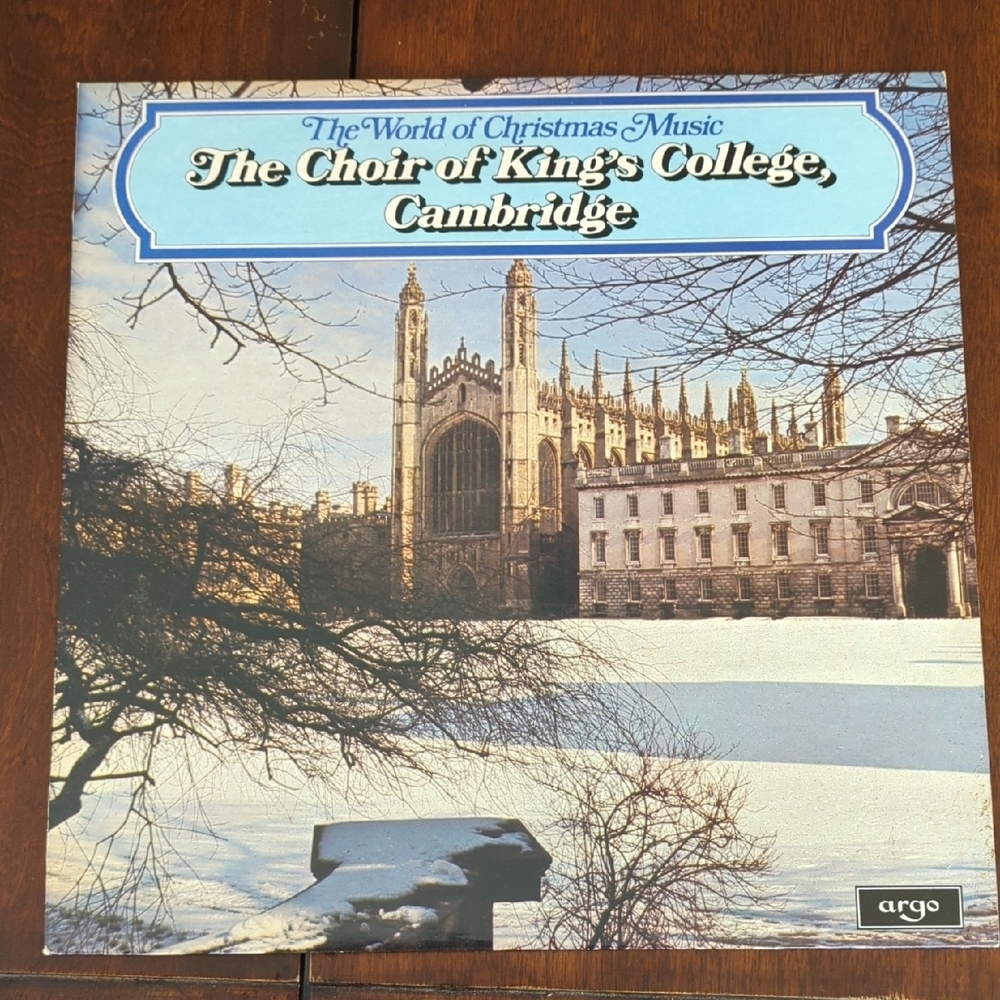 The World of Christmas Music
The Choir of King's College,
Cambridge
argo